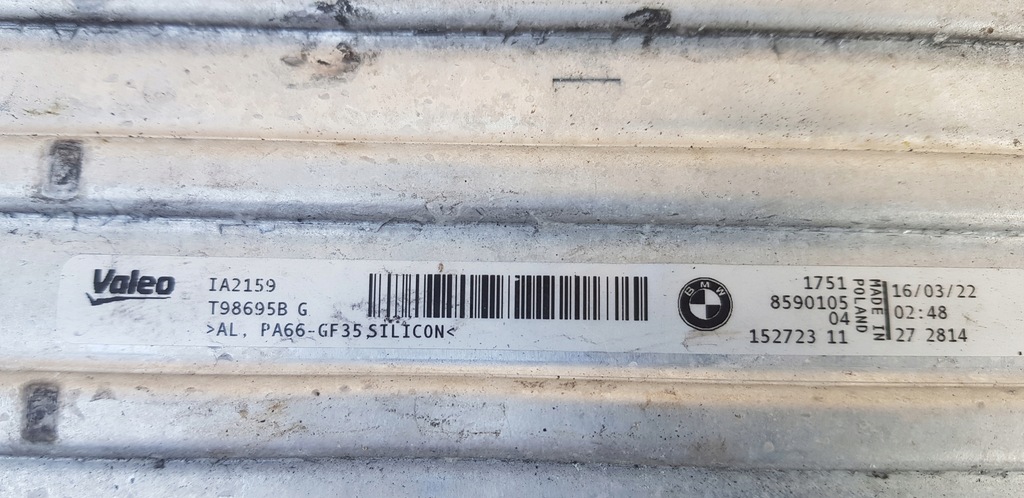 Valeo
IA2159
T98695B G
>AL, PA66-GF35,SILICON<
BMW
1751
8590105
04
152723 11
MADE IN
POLAND
16/03/22
02:48
27 2814